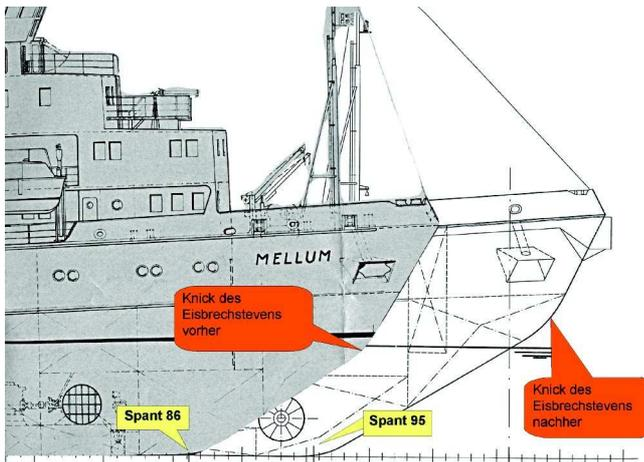 MELLUM
Knick des
Eisbrechstevens
vorher
Spant 86
Spant 95
Knick des
Eisbrechstevens
nachher